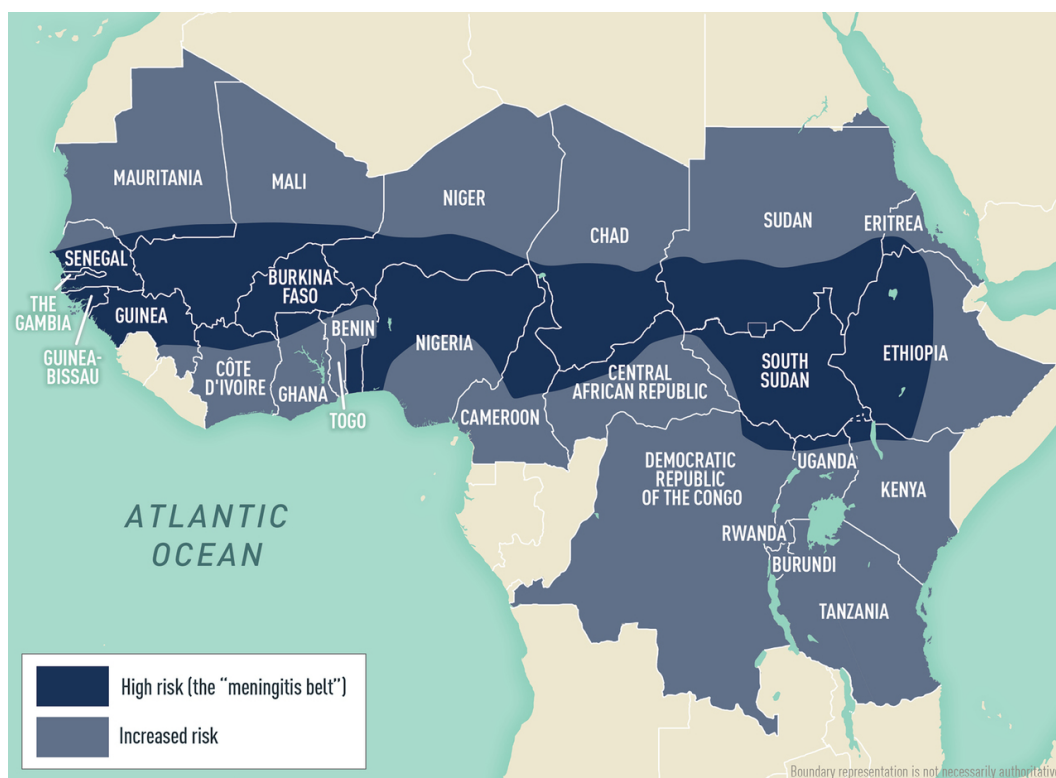 MAURITANIA
MALI
NIGER
CHAD
SUDAN
ERITREA
SENEGAL
BURKINA
FASO
THE
GAMBIA
GUINEA
GUINEA-
BISSAU
BENIN
NIGERIA
CÔTE
D'IVOIRE
GHANA
TOGO
CAMEROON
CENTRAL
AFRICAN REPUBLIC
SOUTH
SUDAN
ETHIOPIA
DEMOCRATIC
REPUBLIC
OF THE CONGO
UGANDA
KENYA
RWANDA
BURUNDI
TANZANIA
ATLANTIC
OCEAN
High risk (the “meningitis belt”)
Increased risk
Boundary representation is not necessarily authoritative